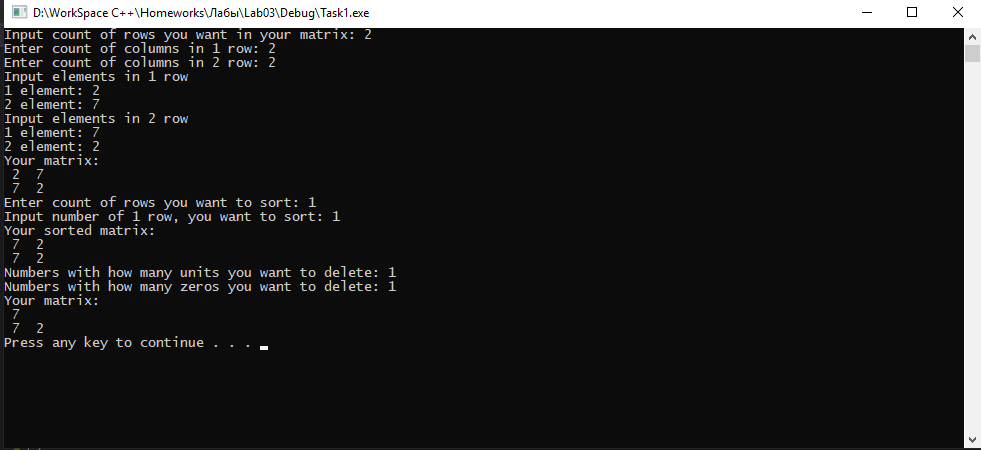 D:\WorkSpace C++\Homeworks\Лабы\Lab03\Debug\Task1.exe
Input count of rows you want in your matrix: 2
Enter count of columns in 1 row: 2
Enter count of columns in 2 row: 2
Input elements in 1 row
1 element: 2
2 element: 7
Input elements in 2 row
1 element: 7
2 element: 2
Your matrix:
 2  7
 7  2
Enter count of rows you want to sort: 1
Input number of 1 row, you want to sort: 1
Your sorted matrix:
 7  2
 7  2
Numbers with how many units you want to delete: 1
Numbers with how many zeros you want to delete: 1
Your matrix:
 7
 7  2
Press any key to continue . . .